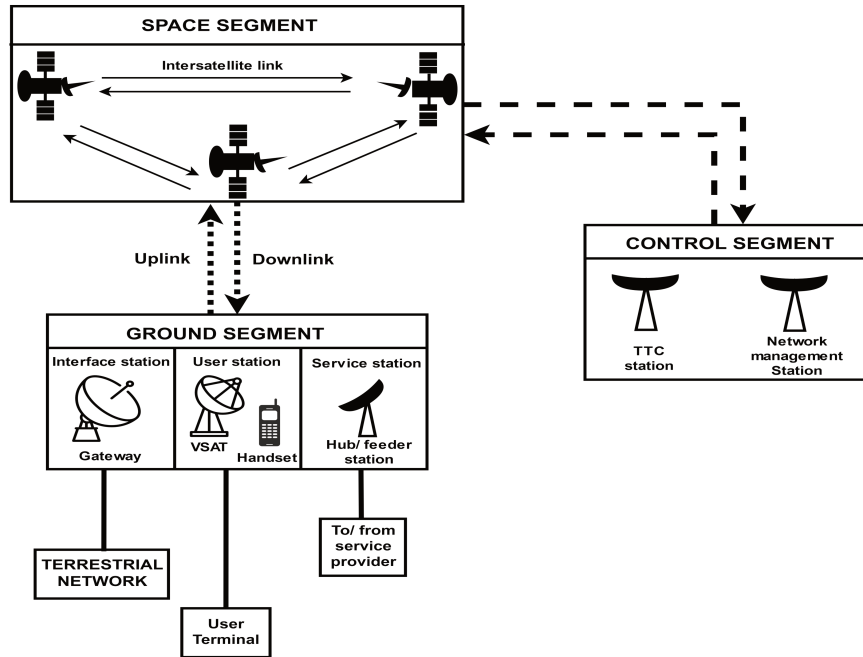 SPACE SEGMENT
Intersatellite link
Uplink
Downlink
CONTROL SEGMENT
TTC
station
Network
management
Station
GROUND SEGMENT
Interface station
Gateway
User station
VSAT
Handset
Service station
Hub/ feeder
station
TERRESTRIAL
NETWORK
User
Terminal
To/ from
service
provider